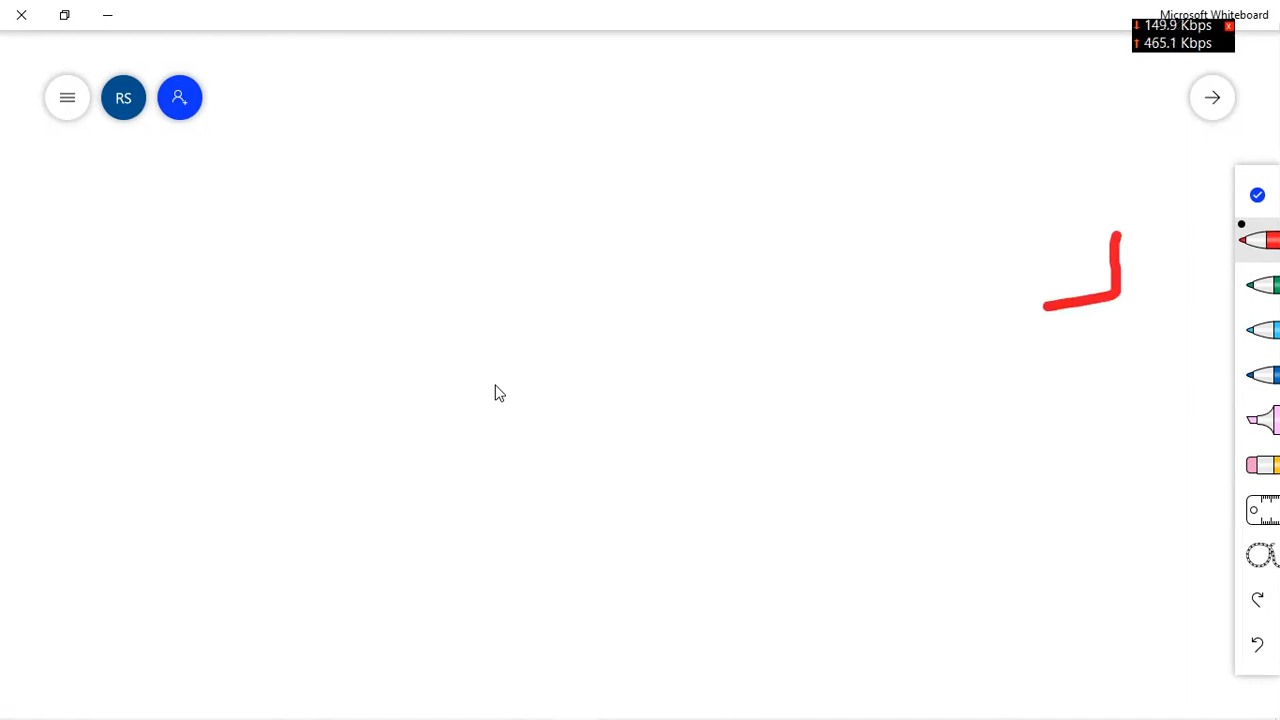 Microsoft Whiteboard
↓ 149.9 Kbps x
↑ 465.1 Kbps
RS